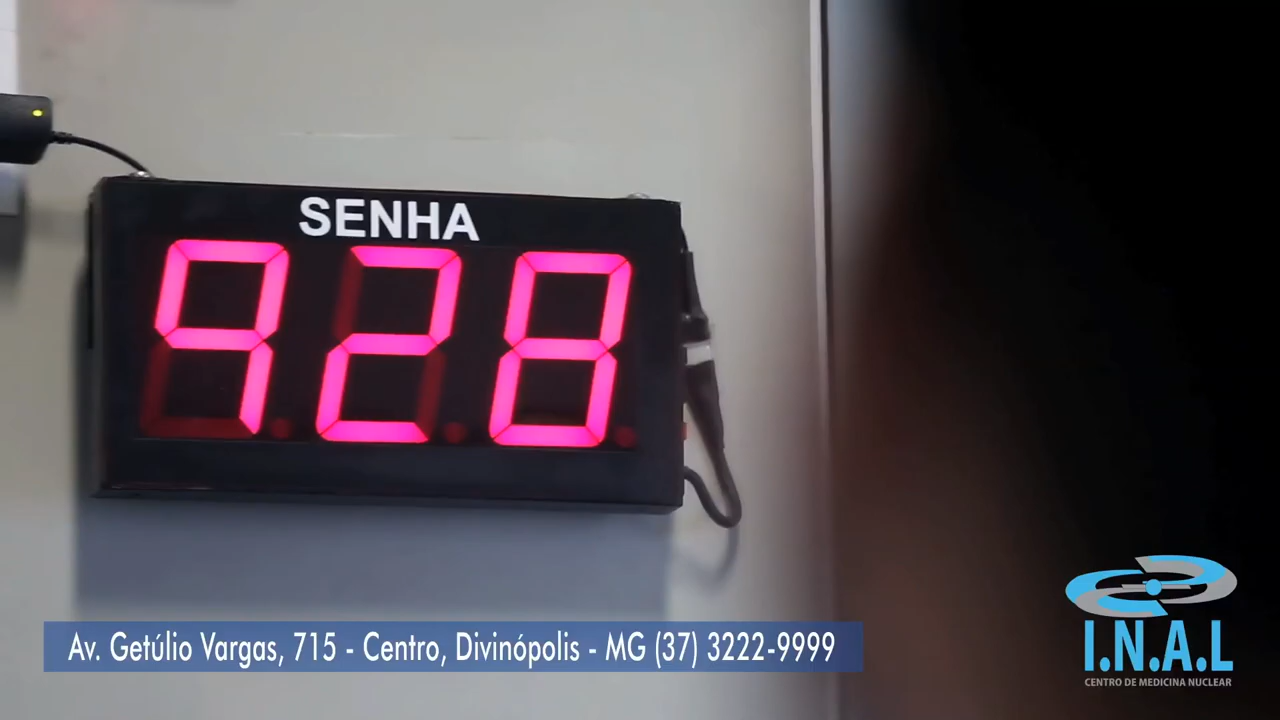 SENHA
928
Av. Getúlio Vargas, 715 - Centro, Divinópolis - MG (37) 3222-9999
I.N.A.L
CENTRO DE MEDICINA NUCLEAR